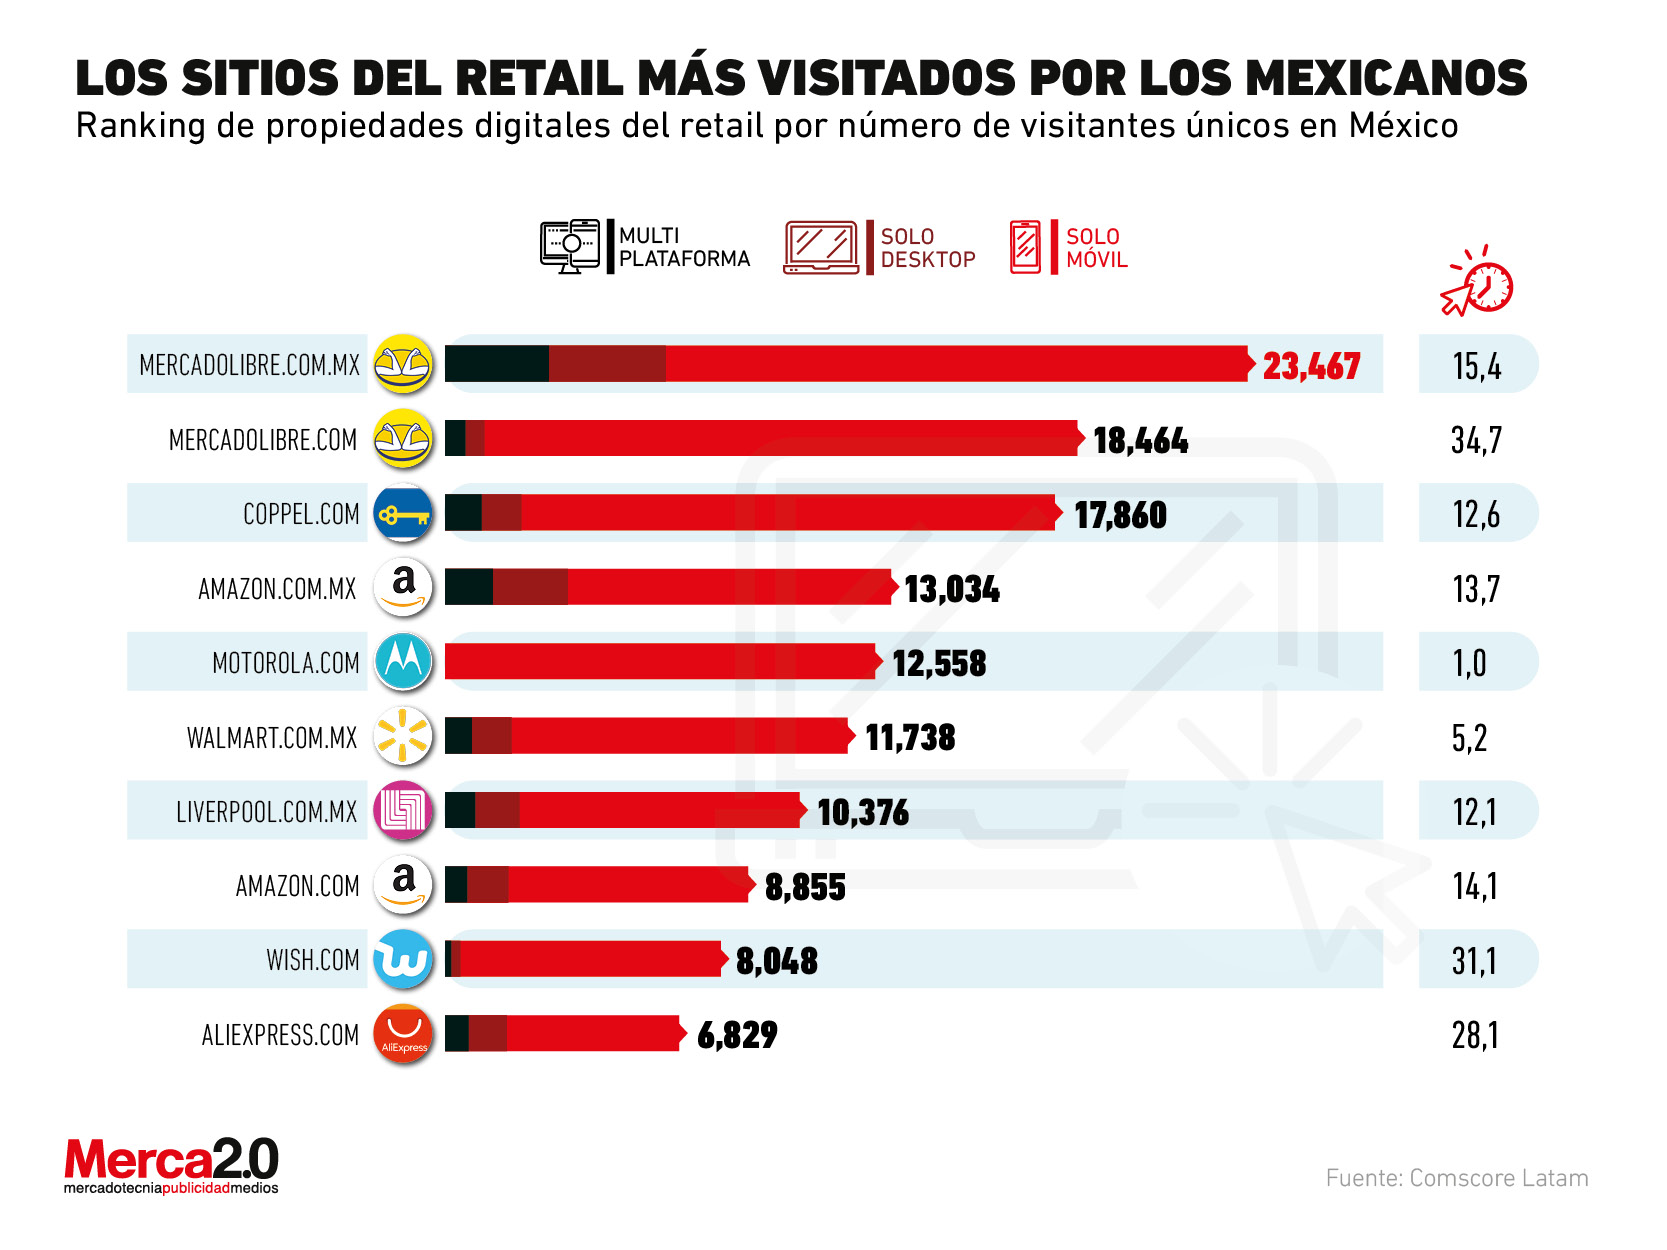 LOS SITIOS DEL RETAIL MÁS VISITADOS POR LOS MEXICANOS
Ranking de propiedades digitales del retail por número de visitantes únicos en México
MULTI
PLATAFORMA
SOLO
DESKTOP
SOLO
MÓVIL
MERCADOLIBRE.COM.MX 23,467 15,4
MERCADOLIBRE.COM 18,464 34,7
COPPEL.COM 17,860 12,6
AMAZON.COM.MX a 13,034 13,7
MOTOROLA.COM 12,558 1,0
WALMART.COM.MX 11,738 5,2
LIVERPOOL.COM.MX 10,376 12,1
AMAZON.COM a 8,855 14,1
WISH.COM w 8,048 31,1
ALIEXPRESS.COM AliExpress 6,829 28,1
Merca2.0
mercadotecniapublicidadmedios
Fuente: Comscore Latam